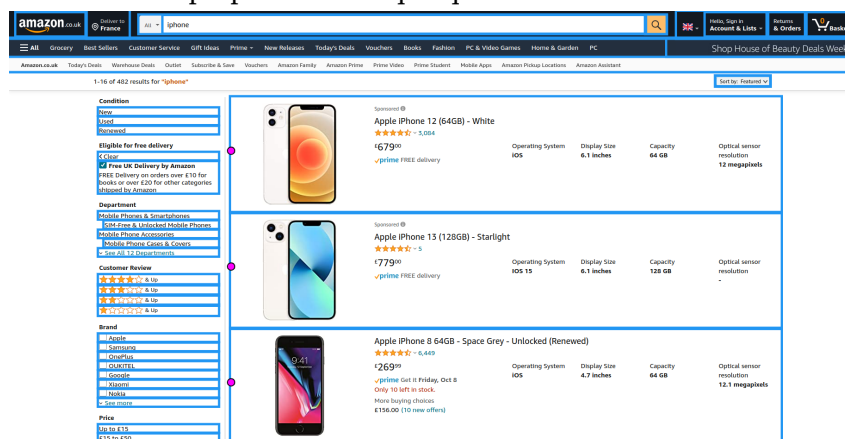 amazon.co.uk
Deliver to
France
All
iphone
Hello, Sign in
Account & Lists
Returns
& Orders
0
Baske
All Grocery Best Sellers Customer Service Gift Ideas Prime New Releases Today's Deals Vouchers Books Fashion PC & Video Games Home & Garden PC
Shop House of Beauty Deals Week
Amazon.co.uk Today's Deals Warehouse Deals Outlet Subscribe & Save Vouchers Amazon Family Amazon Prime Prime Video Prime Student Mobile Apps Amazon Pickup Locations Amazon Assistant
1-16 of 482 results for "iphone"
Sort by: Featured
Condition
New
Used
Renewed
Eligible for free delivery
Clear
Free UK Delivery by Amazon
FREE Delivery on orders over £10 for
books or over £20 for other categories
shipped by Amazon
Department
Mobile Phones & Smartphones
SIM-Free & Unlocked Mobile Phones
Mobile Phone Accessories
Mobile Phone Cases & Covers
See All 12 Departments
Customer Review
& Up
& Up
& Up
& Up
Brand
Apple
Samsung
OnePlus
OUKITEL
Google
Xiaomi
Nokia
See more
Price
Up to £15
£15 to £50
Sponsored
Apple iPhone 12 (64GB) - White
3,004
£679⁰⁰
prime FREE delivery
Operating System
iOS
Display Size
6.1 inches
Capacity
64 GB
Optical sensor
resolution
12 megapixels
Sponsored
Apple iPhone 13 (128GB) - Starlight
5
£779⁰⁰
prime FREE delivery
Operating System
IOS 15
Display Size
6.1 inches
Capacity
128 GB
Optical sensor
resolution
-
9:41
Apple iPhone 8 64GB - Space Grey - Unlocked (Renewed)
6,449
£269⁹⁹
prime Get it Friday, Oct 8
Only 10 left in stock.
More buying choices
£156.00 (10 new offers)
Operating System
iOS
Display Size
4.7 inches
Capacity
64 GB
Optical sensor
resolution
12.1 megapixels